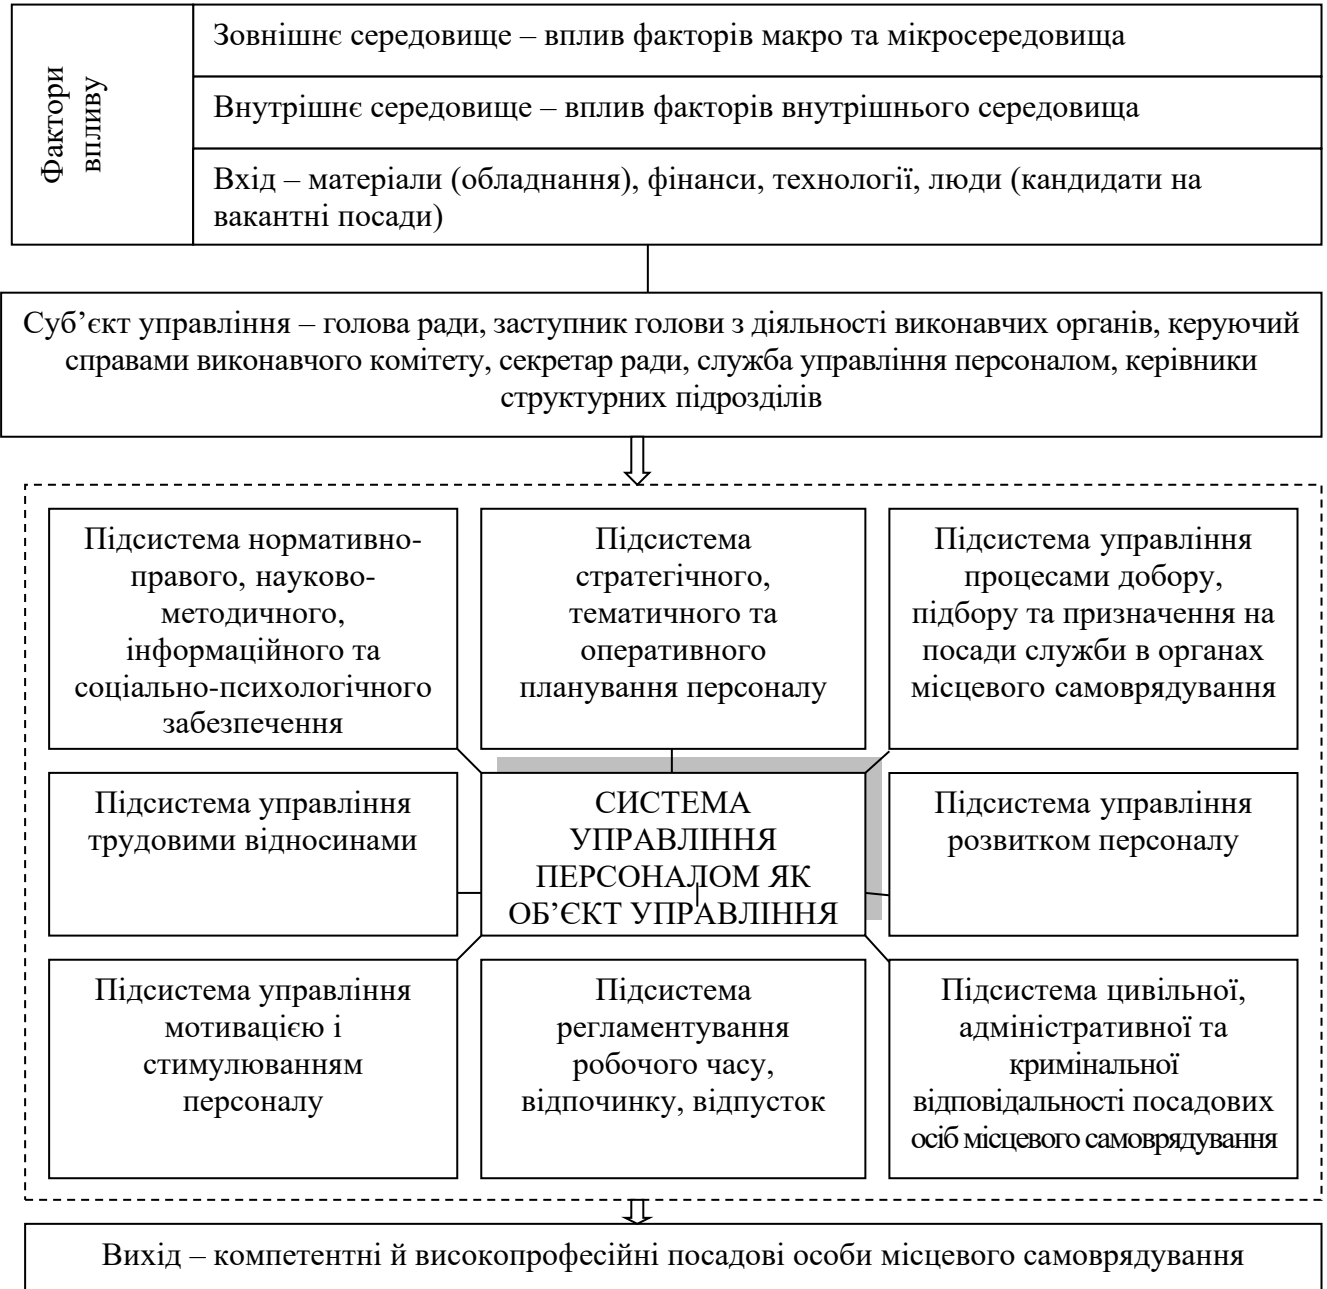 Фактори
впливу
Зовнішнє середовище – вплив факторів макро та мікросередовища
Внутрішнє середовище – вплив факторів внутрішнього середовища
Вхід – матеріали (обладнання), фінанси, технології, люди (кандидати на
вакантні посади)
Суб’єкт управління – голова ради, заступник голови з діяльності виконавчих органів, керуючий
справами виконавчого комітету, секретар ради, служба управління персоналом, керівники
структурних підрозділів
Підсистема нормативно-
правого, науково-
методичного,
інформаційного та
соціально-психологічного
забезпечення
Підсистема
стратегічного,
тематичного та
оперативного
планування персоналу
Підсистема управління
процесами добору,
підбору та призначення на
посади служби в органах
місцевого самоврядування
Підсистема управління
трудовими відносинами
СИСТЕМА
УПРАВЛІННЯ
ПЕРСОНАЛОМ ЯК
ОБ’ЄКТ УПРАВЛІННЯ
Підсистема управління
розвитком персоналу
Підсистема управління
мотивацією і
стимулюванням
персоналу
Підсистема
регламентування
робочого часу,
відпочинку, відпусток
Підсистема цивільної,
адміністративної та
кримінальної
відповідальності посадових
осіб місцевого самоврядування
Вихід – компетентні й високопрофесійні посадові особи місцевого самоврядування